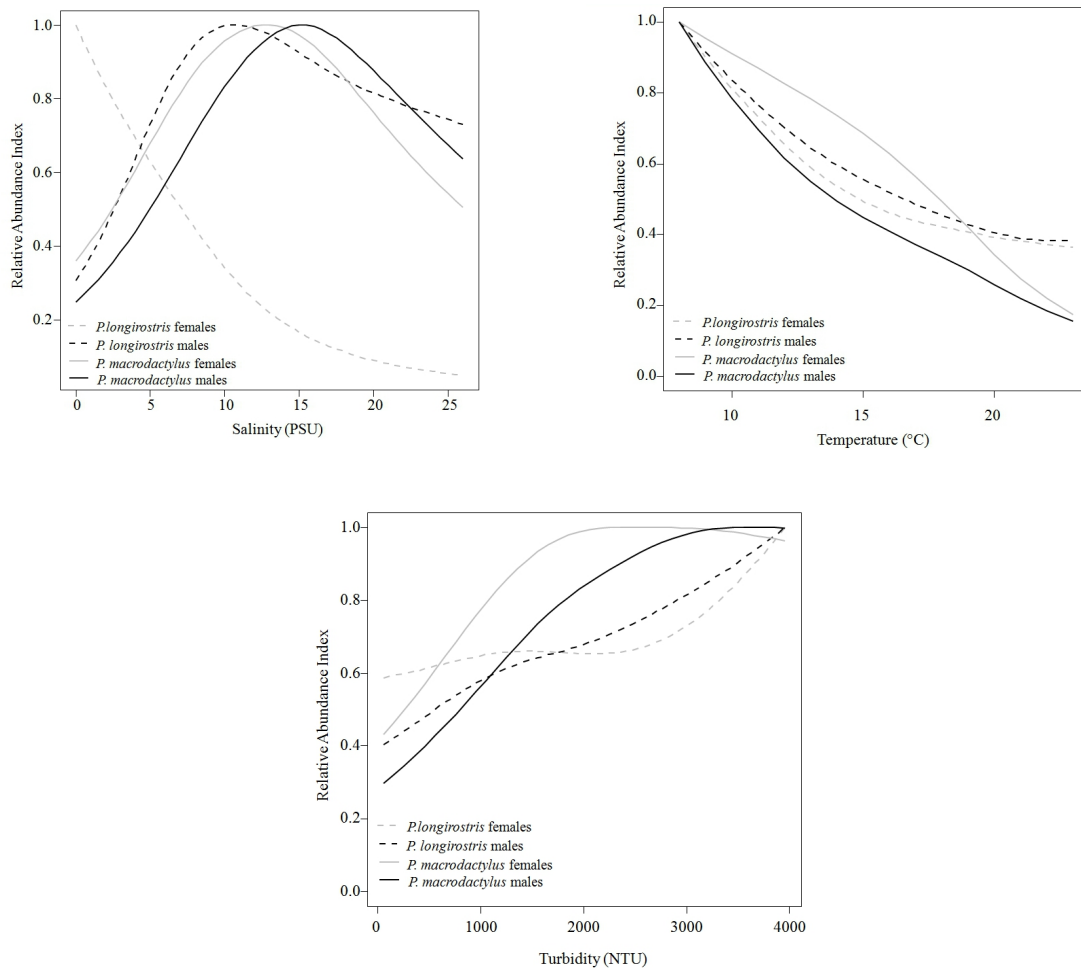 1.0
0.8
0.6
0.4
0.2
Relative Abundance Index
P.longirostris females
P. longirostris males
P. macrodactylus females
P. macrodactylus males
0 5 10 15 20 25
Salinity (PSU)
1.0
0.8
0.6
0.4
0.2
0.0
Relative Abundance Index
P.longirostris females
P. longirostris males
P. macrodactylus females
P. macrodactylus males
10 15 20
Temperature (°C)
1.0
0.8
0.6
0.4
0.2
0.0
Relative Abundance Index
P.longirostris females
P. longirostris males
P. macrodactylus females
P. macrodactylus males
0 1000 2000 3000 4000
Turbidity (NTU)